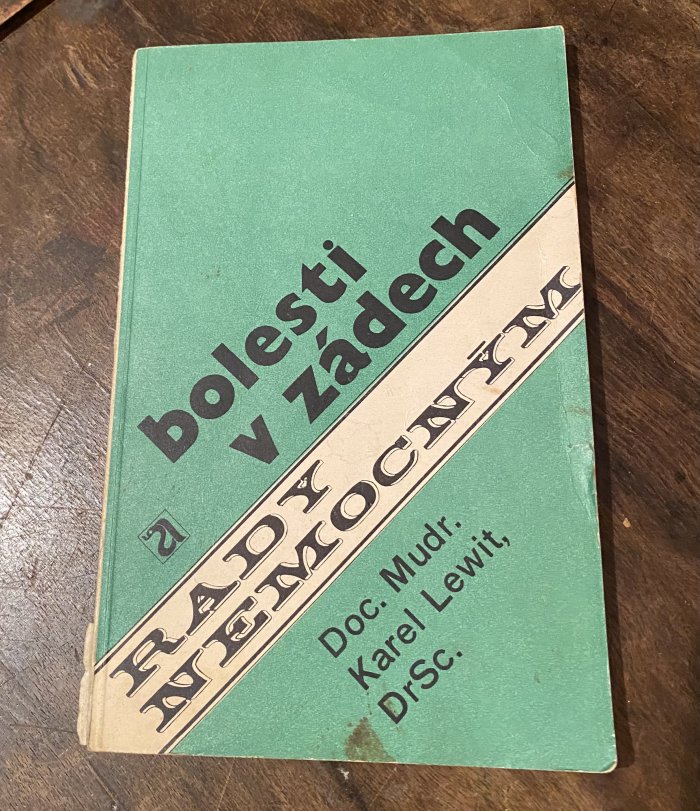 bolesti
v zádech
RADY
NEMOCNÝM
Doc. Mudr.
Karel Lewit,
DrSc.